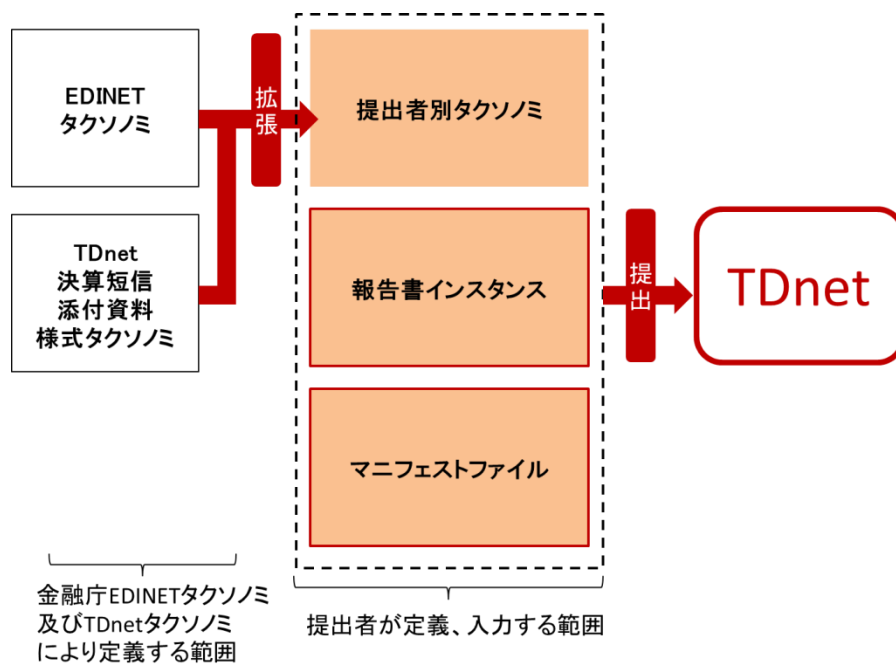 EDINET
タクソノミ
拡張
提出者別タクソノミ
TDnet
決算短信
添付資料
様式タクソノミ
報告書インスタンス
提出
TDnet
マニフェストファイル
金融庁EDINETタクソノミ
及びTDnetタクソノミ
により定義する範囲
提出者が定義、入力する範囲